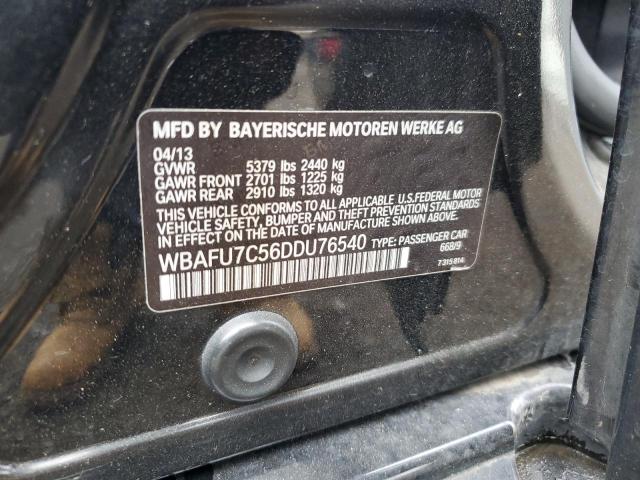 MFD BY BAYERISCHE MOTOREN WERKE AG
04/13
GVWR 5379 lbs 2440 kg
GAWR FRONT 2701 lbs 1225 kg
GAWR REAR 2910 lbs 1320 kg
THIS VEHICLE CONFORMS TO ALL APPLICABLE U.S.FEDERAL MOTOR
VEHICLE SAFETY, BUMPER AND THEFT PREVENTION STANDARDS
IN EFFECT ON THE DATE OF MANUFACTURE SHOWN ABOVE.
WBAFU7C56DDU76540 TYPE: PASSENGER CAR
668/9
7315814